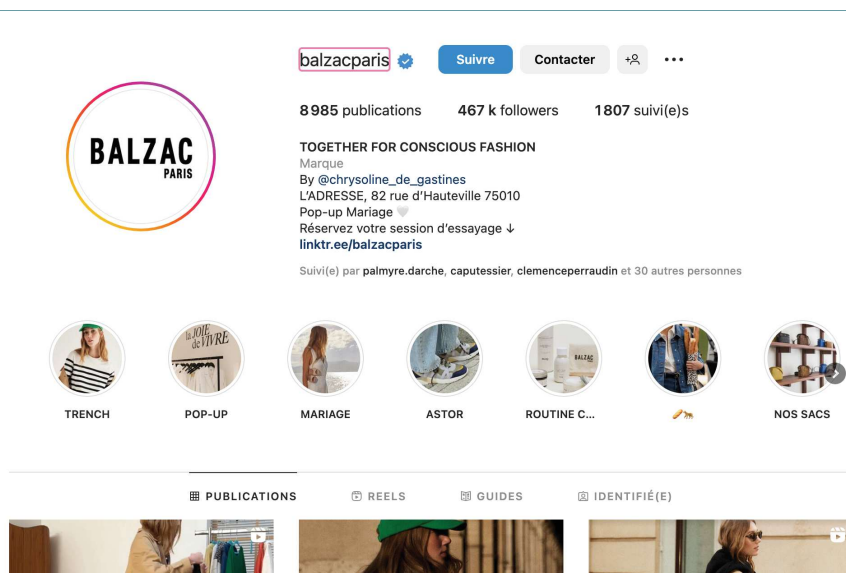 balzacparis
Suivre
Contacter
8 985 publications
467 k followers
1 807 suivi(e)s
BALZAC
PARIS
TOGETHER FOR CONSCIOUS FASHION
Marque
By @chrysoline_de_gastines
L'ADRESSE, 82 rue d'Hauteville 75010
Pop-up Mariage 🤍
Réservez votre session d'essayage ↓
linktr.ee/balzacparis
Suivi(e) par palmyre.darche, caputessier, clemenceperraudin et 30 autres personnes
la JOIE
de VIVRE
BALZAC
TRENCH
POP-UP
MARIAGE
ASTOR
ROUTINE C...
🥖🐆
NOS SACS
PUBLICATIONS
REELS
GUIDES
IDENTIFIÉ(E)